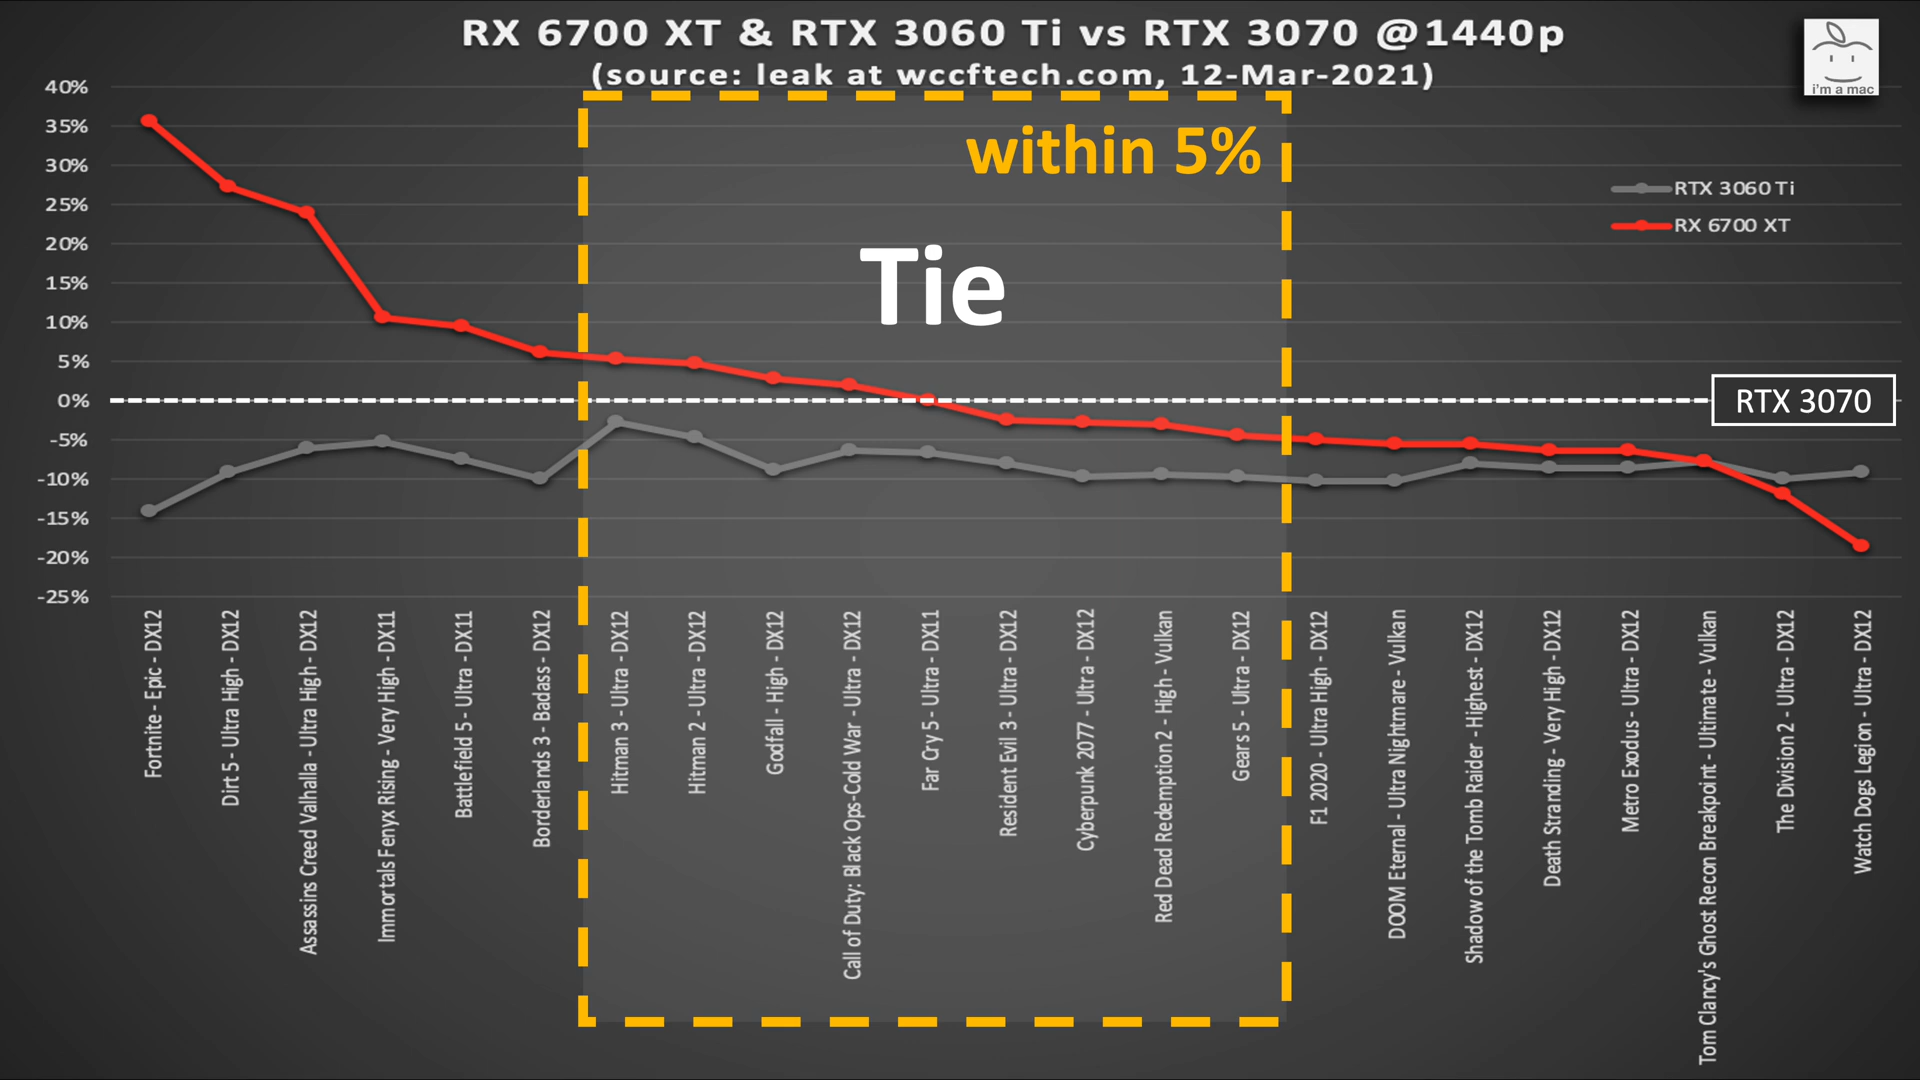 RX 6700 XT & RTX 3060 Ti vs RTX 3070 @1440p
(source: leak at wccftech.com, 12-Mar-2021)
i'm a mac
within 5%
Tie
RTX 3060 Ti
RX 6700 XT
40%
35%
30%
25%
20%
15%
10%
5%
0%
-5%
-10%
-15%
-20%
-25%
RTX 3070
Fortnite - Epic - DX12
Dirt 5 - Ultra High - DX12
Assassins Creed Valhalla - Ultra High - DX12
Immortals Fenyx Rising - Very High - DX11
Battlefield 5 - Ultra - DX11
Borderlands 3 - Badass - DX12
Hitman 3 - Ultra - DX12
Hitman 2 - Ultra - DX12
Godfall - High - DX12
Call of Duty: Black Ops-Cold War - Ultra - DX12
Far Cry 5 - Ultra - DX11
Resident Evil 3 - Ultra - DX12
Cyberpunk 2077 - Ultra - DX12
Red Dead Redemption 2 - High - Vulkan
Gears 5 - Ultra - DX12
F1 2020 - Ultra High - DX12
DOOM Eternal - Ultra Nightmare - Vulkan
Shadow of the Tomb Raider - Highest - DX12
Death Stranding - Very High - DX12
Metro Exodus - Ultra - DX12
Tom Clancy's Ghost Recon Breakpoint - Ultimate - Vulkan
The Division 2 - Ultra - DX12
Watch Dogs Legion - Ultra - DX12